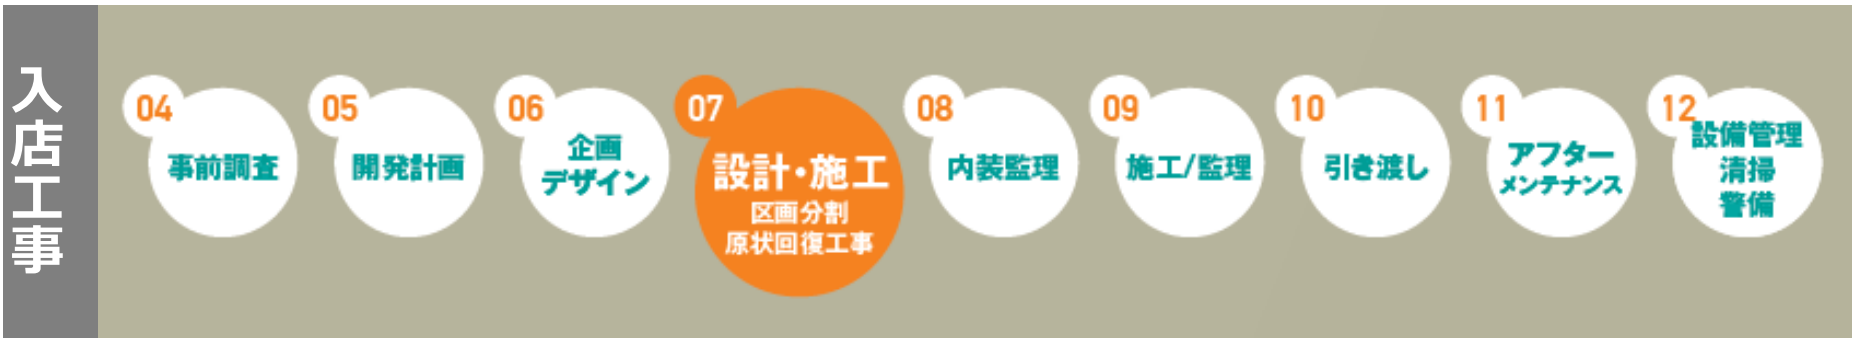 入店工事
04
事前調査
05
開発計画
06
企画
デザイン
07
設計・施工
区画分割
原状回復工事
08
内装監理
09
施工/監理
10
引き渡し
11
アフター
メンテナンス
12
設備管理
清掃
警備